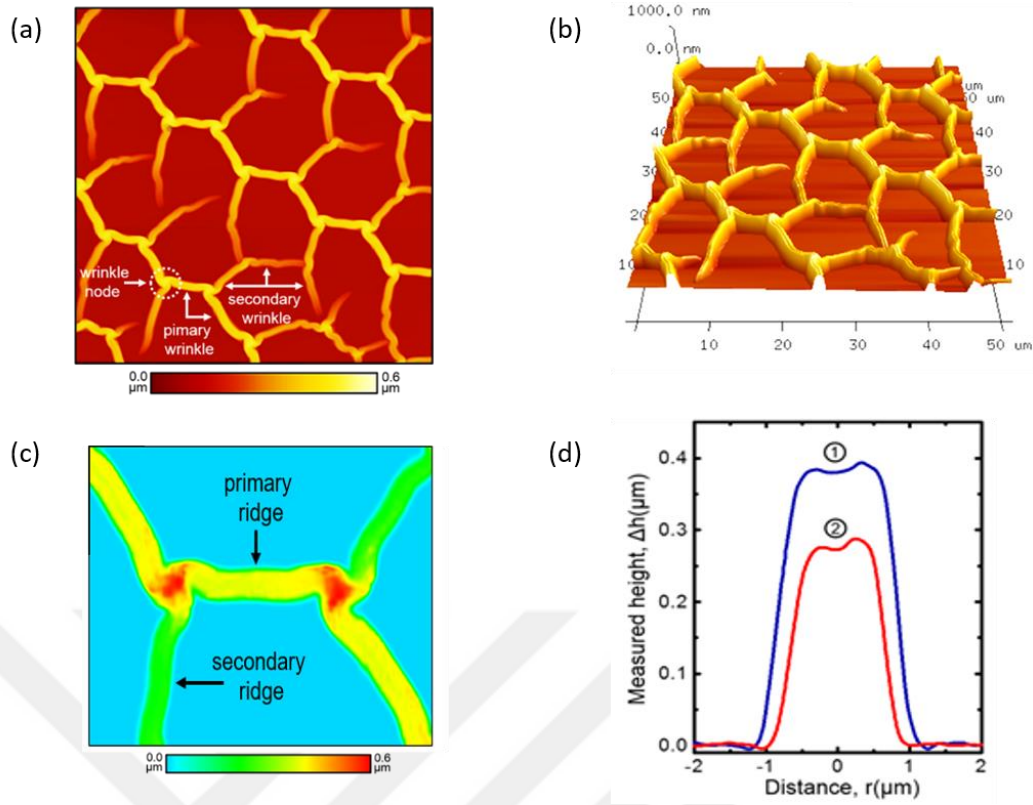 (a)
wrinkle
node
pimary
wrinkle
secondary
wrinkle
0.0
µm
0.6
µm
(b)
1000.0 nm
0.0 nm
50
40
30
20
10
um
50 um
40
30
20
10
10
20
30
40
50 um
(c)
primary
ridge
secondary
ridge
0.0
µm
0.6
µm
(d)
Measured height, Δh(µm)
0.4
0.3
0.2
0.1
0.0
1
2
-2
-1
0
1
2
Distance, r(µm)